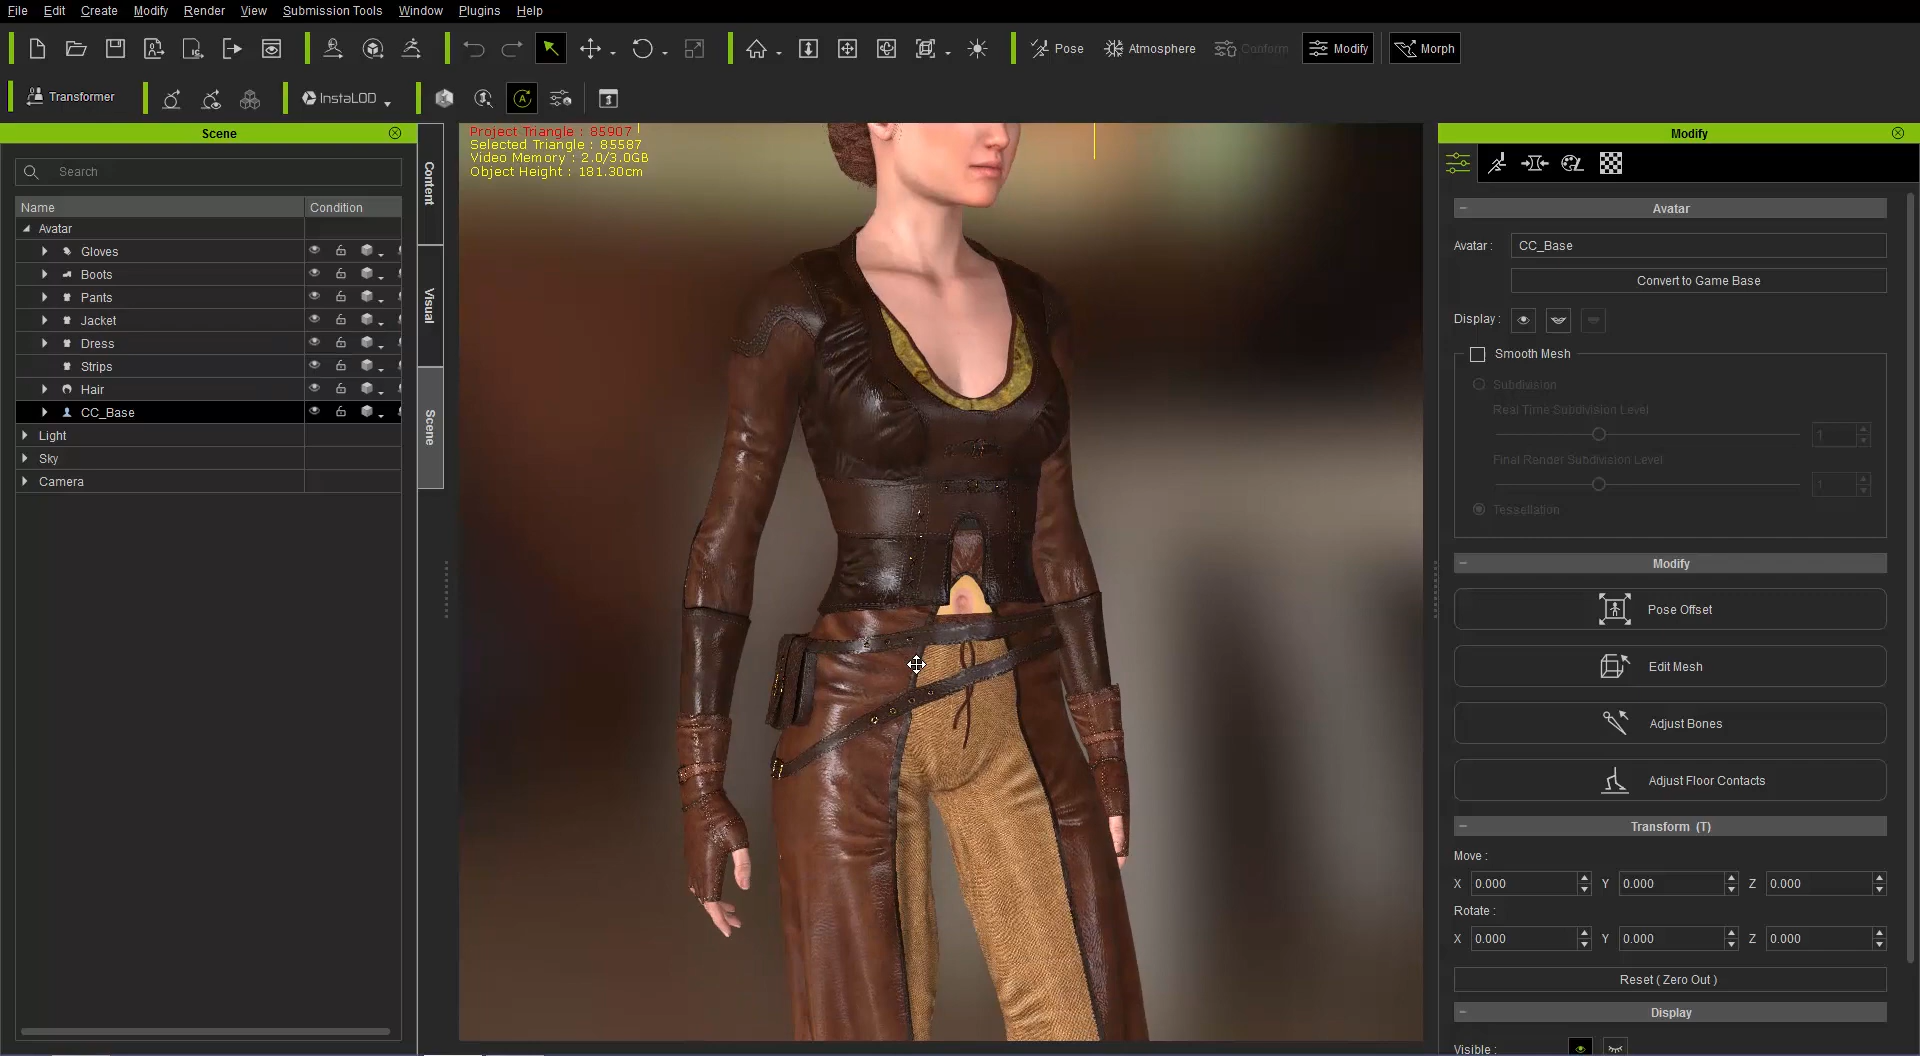 File Edit Create Modify Render View Submission Tools Window Plugins Help
Pose Atmosphere Conform Modify Morph
Transformer InstaLOD
Scene
Search
Name Condition
Avatar
Gloves
Boots
Pants
Jacket
Dress
Strips
Hair
CC_Base
Light
Sky
Camera
Content
Visual
Scene
Project Triangle : 85907
Selected Triangle : 85587
Video Memory : 2.0/3.0GB
Object Height : 181.30cm
Modify
Avatar
Avatar : CC_Base
Convert to Game Base
Display :
Smooth Mesh
Subdivision
Real Time Subdivision Level
1
Final Render Subdivision Level
1
Tessellation
Modify
Pose Offset
Edit Mesh
Adjust Bones
Adjust Floor Contacts
Transform (T)
Move :
X 0.000 Y 0.000 Z 0.000
Rotate :
X 0.000 Y 0.000 Z 0.000
Reset ( Zero Out )
Display
Visible :